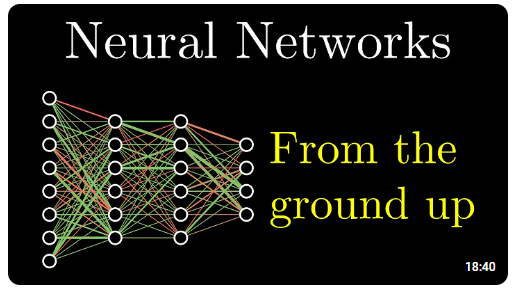 Neural Networks
From the
ground up
18:40